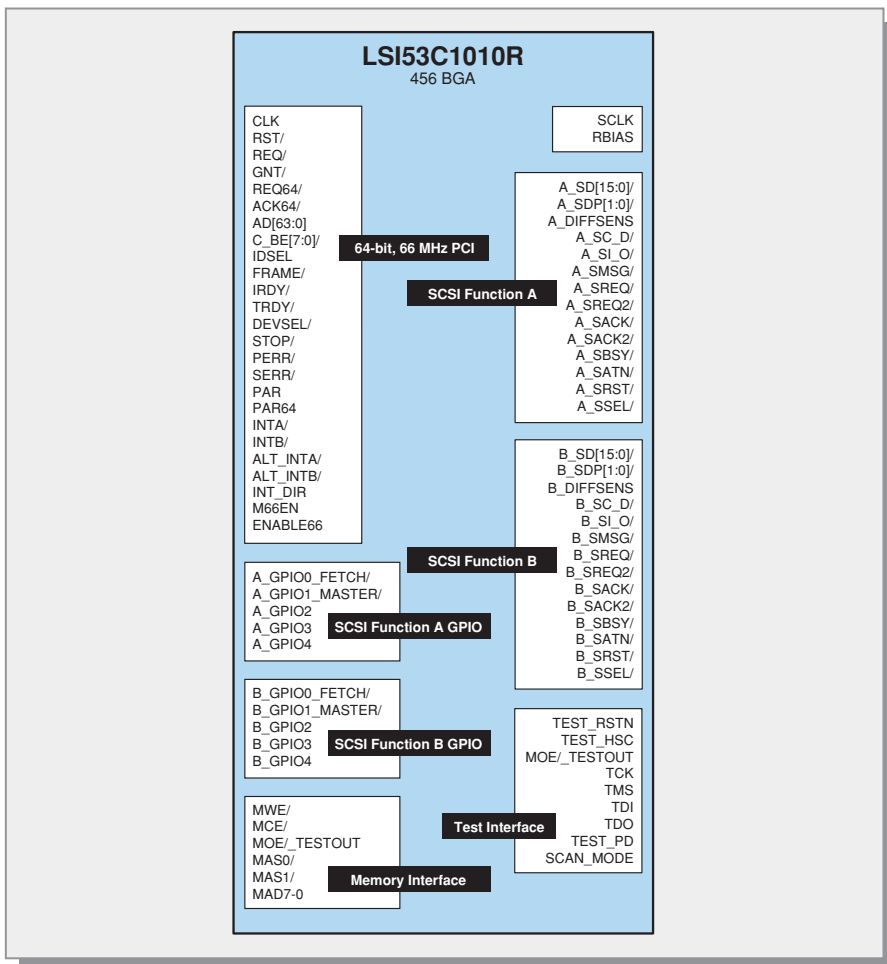 LSI53C1010R
456 BGA
CLK
RST/
REQ/
GNT/
REQ64/
ACK64/
AD[63:0]
C_BE[7:0]/
IDSEL
FRAME/
IRDY/
TRDY/
DEVSEL/
STOP/
PERR/
SERR/
PAR
PAR64
INTA/
INTB/
ALT_INTA/
ALT_INTB/
INT_DIR
M66EN
ENABLE66
64-bit, 66 MHz PCI
A_GPIO0_FETCH/
A_GPIO1_MASTER/
A_GPIO2
A_GPIO3
A_GPIO4
SCSI Function A GPIO
B_GPIO0_FETCH/
B_GPIO1_MASTER/
B_GPIO2
B_GPIO3
B_GPIO4
SCSI Function B GPIO
MWE/
MCE/
MOE/_TESTOUT
MAS0/
MAS1/
MAD7-0
Memory Interface
SCLK
RBIAS
A_SD[15:0]/
A_SDP[1:0]/
A_DIFFSENS
A_SC_D/
A_SI_O/
A_SMSG/
A_SREQ/
A_SREQ2/
A_SACK/
A_SACK2/
A_SBSY/
A_SATN/
A_SRST/
A_SSEL/
SCSI Function A
B_SD[15:0]/
B_SDP[1:0]/
B_DIFFSENS
B_SC_D/
B_SI_O/
B_SMSG/
B_SREQ/
B_SREQ2/
B_SACK/
B_SACK2/
B_SBSY/
B_SATN/
B_SRST/
B_SSEL/
SCSI Function B
TEST_RSTN
TEST_HSC
MOE/_TESTOUT
TCK
TMS
TDI
TDO
TEST_PD
SCAN_MODE
Test Interface